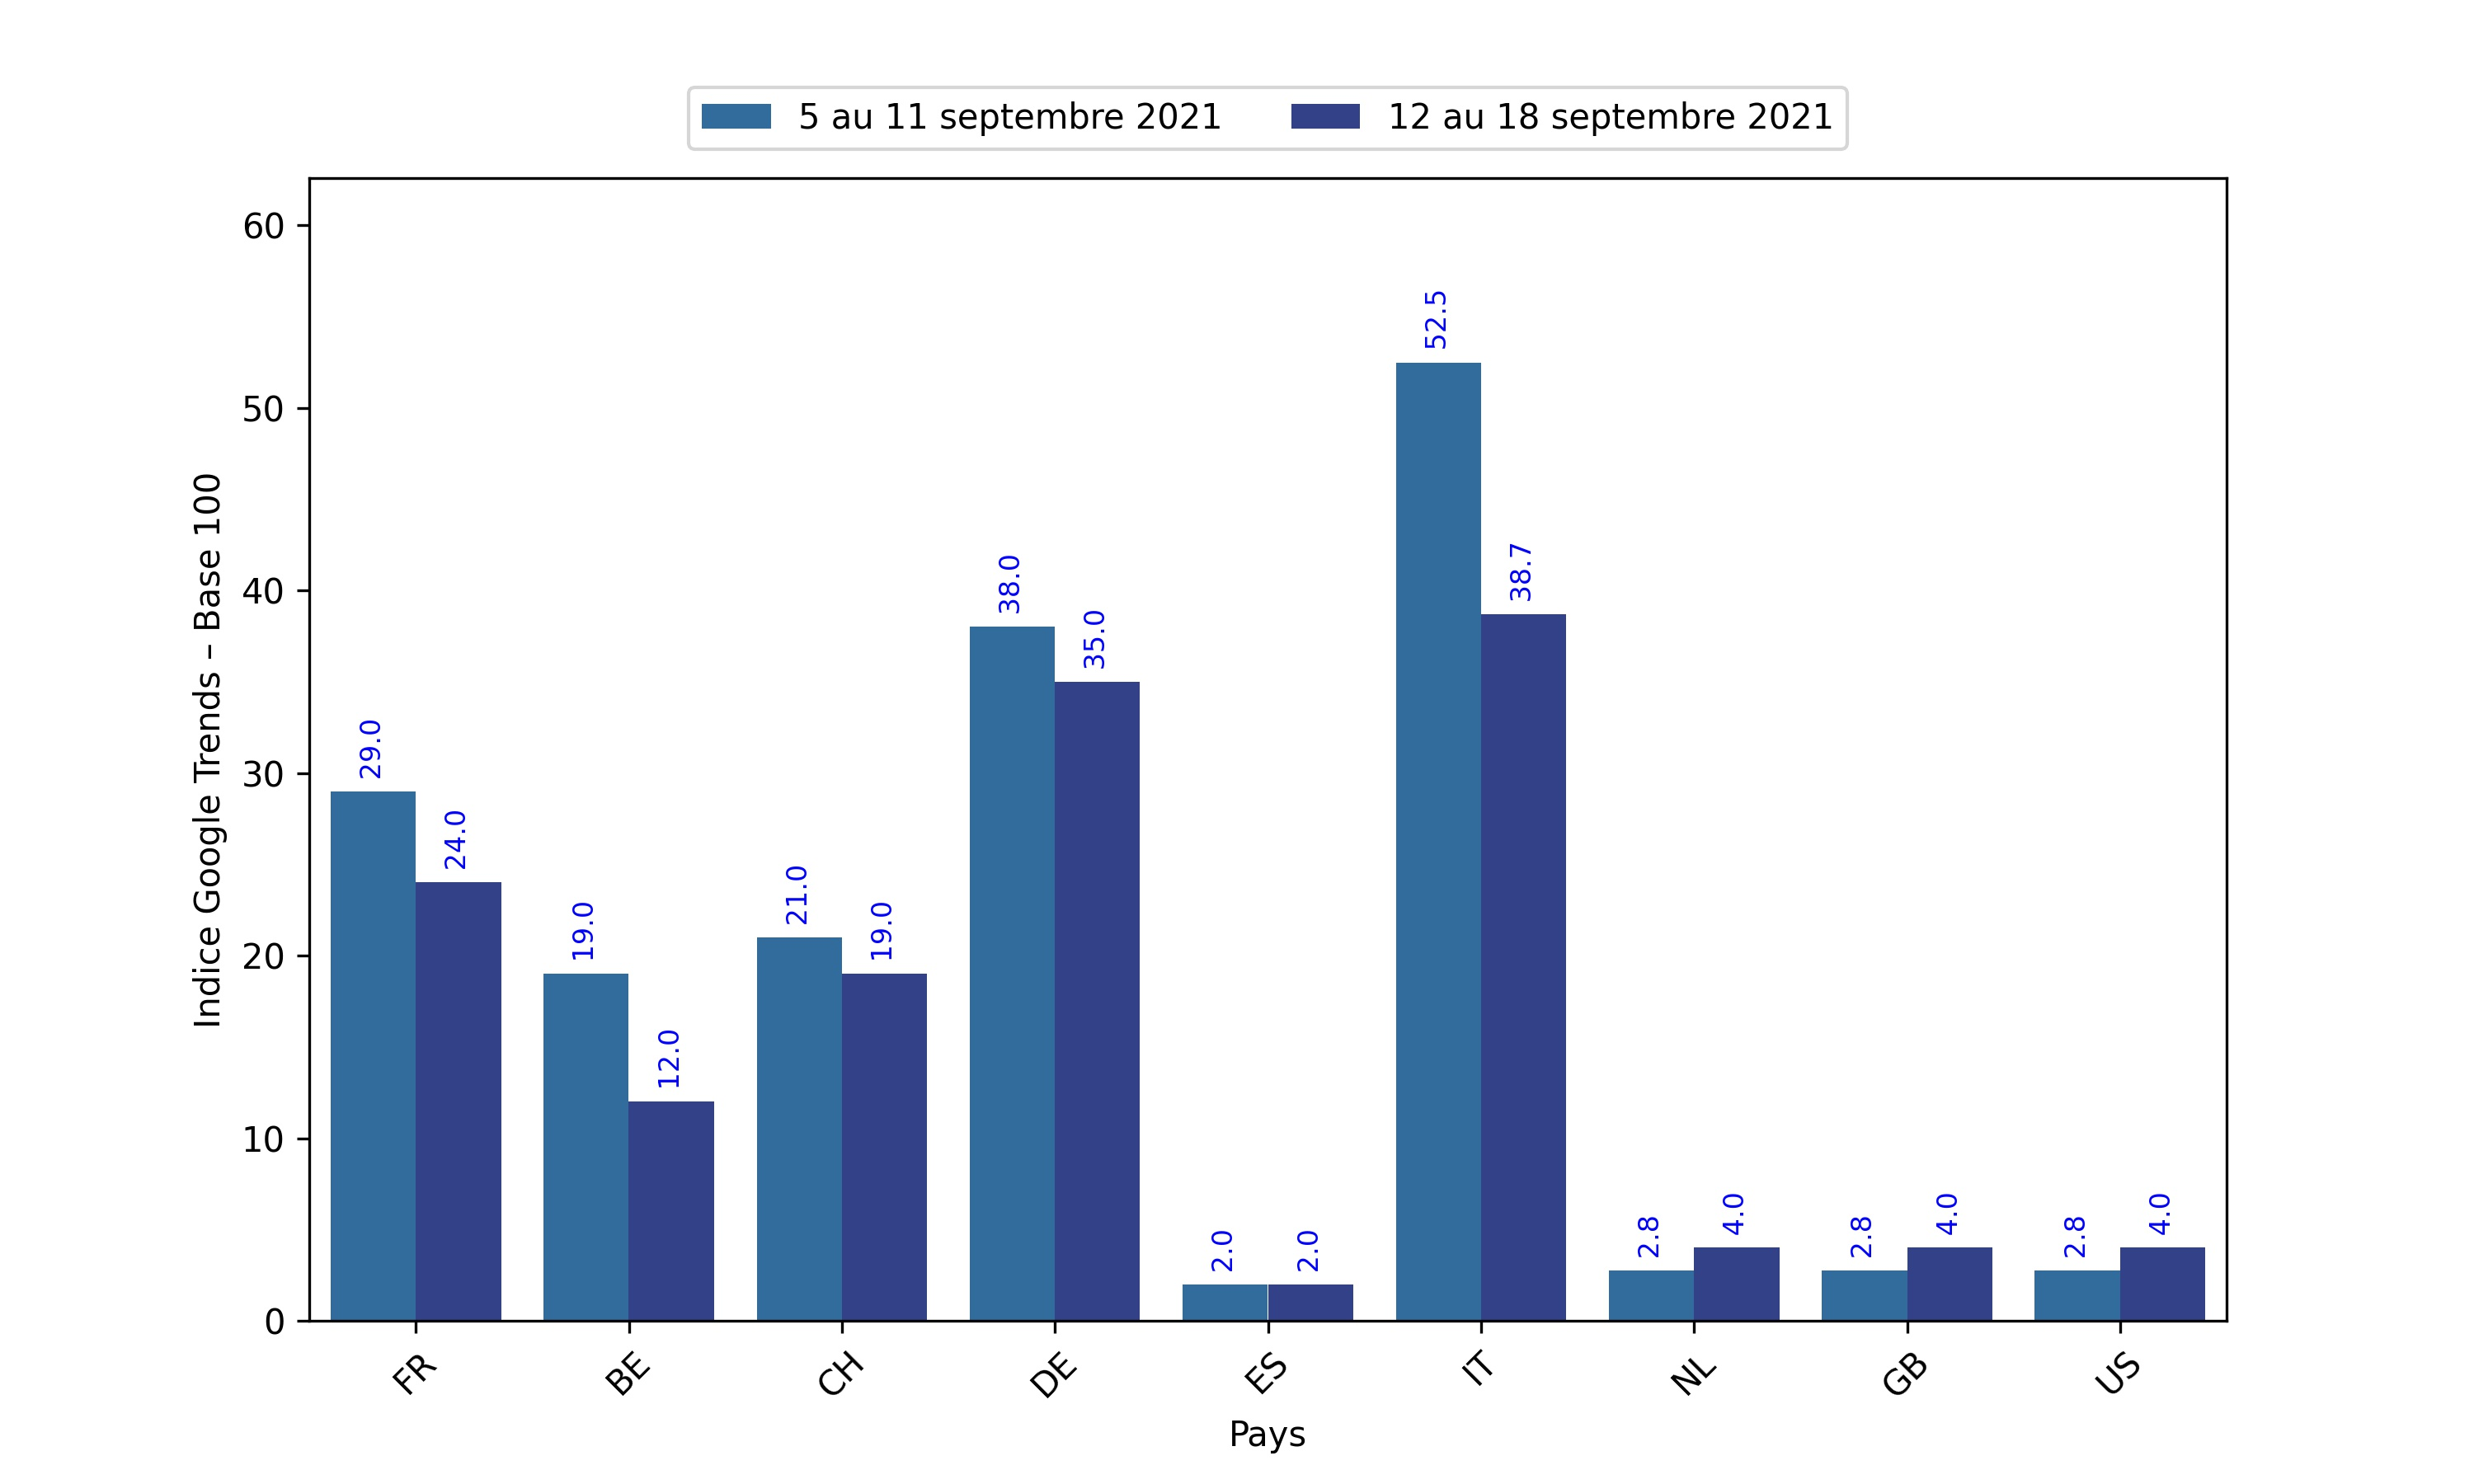 5 au 11 septembre 2021
12 au 18 septembre 2021
Indice Google Trends – Base 100
60
50
40
30
20
10
0
29.0
24.0
19.0
12.0
21.0
19.0
38.0
35.0
2.0
2.0
52.5
38.7
2.8
4.0
2.8
4.0
2.8
4.0
FR
BE
CH
DE
ES
IT
NL
GB
US
Pays